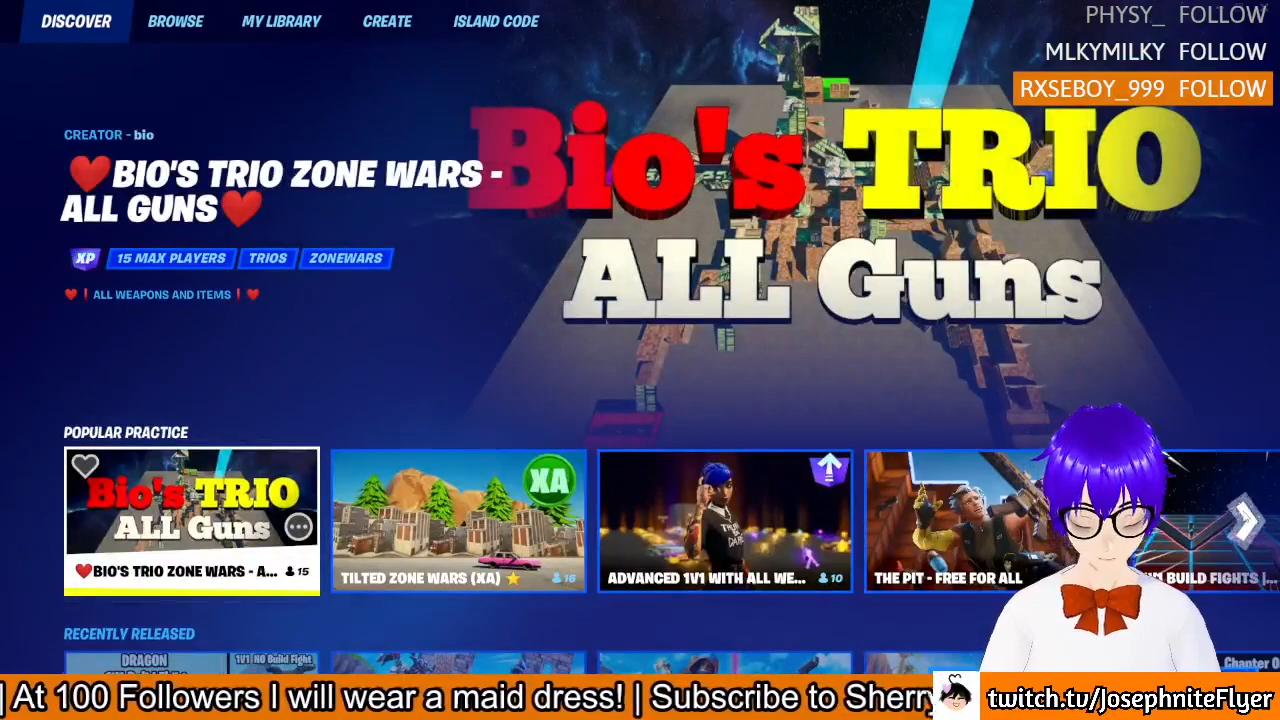 DISCOVER
BROWSE
MY LIBRARY
CREATE
ISLAND CODE
PHYSY_ FOLLOW
MLKYMILKY FOLLOW
RXSEBOY_999 FOLLOW
CREATOR - bio
❤️BIO'S TRIO ZONE WARS -
ALL GUNS❤️
XP
15 MAX PLAYERS
TRIOS
ZONEWARS
❤️❗ALL WEAPONS AND ITEMS❗❤️
Bio's TRIO
ALL Guns
POPULAR PRACTICE
Bio's TRIO
ALL Guns
❤️BIO'S TRIO ZONE WARS - A...
15
XA
TILTED ZONE WARS (XA) ⭐
16
ADVANCED 1V1 WITH ALL WE...
10
THE PIT - FREE FOR ALL
BUILD FIGHTS |...
RECENTLY RELEASED
DRAGON
1V1 NO Build Fight
Chapter
| At 100 Followers I will wear a maid dress! | Subscribe to Sherry
twitch.tv/JosephniteFlyer